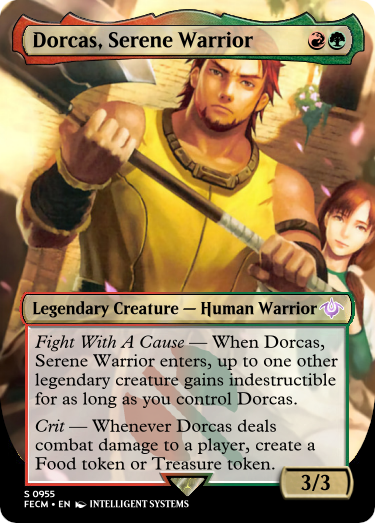 Dorcas, Serene Warrior
Legendary Creature — Human Warrior
Fight With A Cause — When Dorcas,
Serene Warrior enters, up to one other
legendary creature gains indestructible
for as long as you control Dorcas.
Crit — Whenever Dorcas deals
combat damage to a player, create a
Food token or Treasure token.
3/3
S 0955
FECM • EN INTELLIGENT SYSTEMS